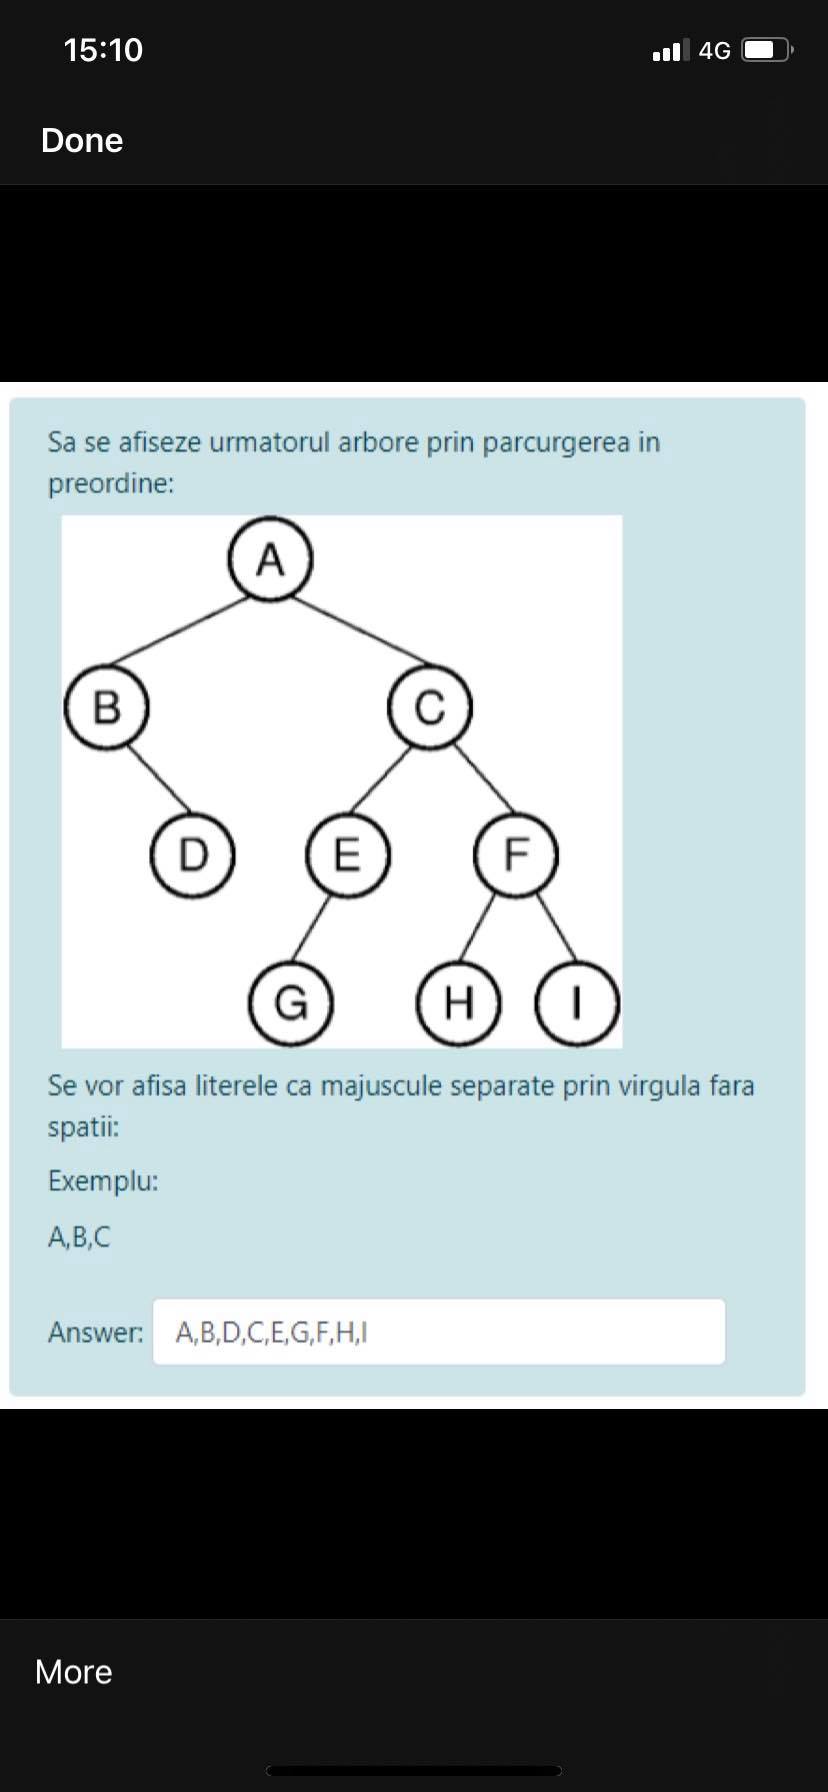 15:10
4G
Done
Sa se afiseze urmatorul arbore prin parcurgerea in
preordine:
A
B
C
D
E
F
G
H
I
Se vor afisa literele ca majuscule separate prin virgula fara
spatii:
Exemplu:
A,B,C
Answer: A,B,D,C,E,G,F,H,I
More